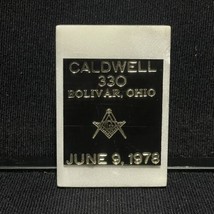 CALDWELL
330
BOLIVAR, OHIO
JUNE 9, 1978